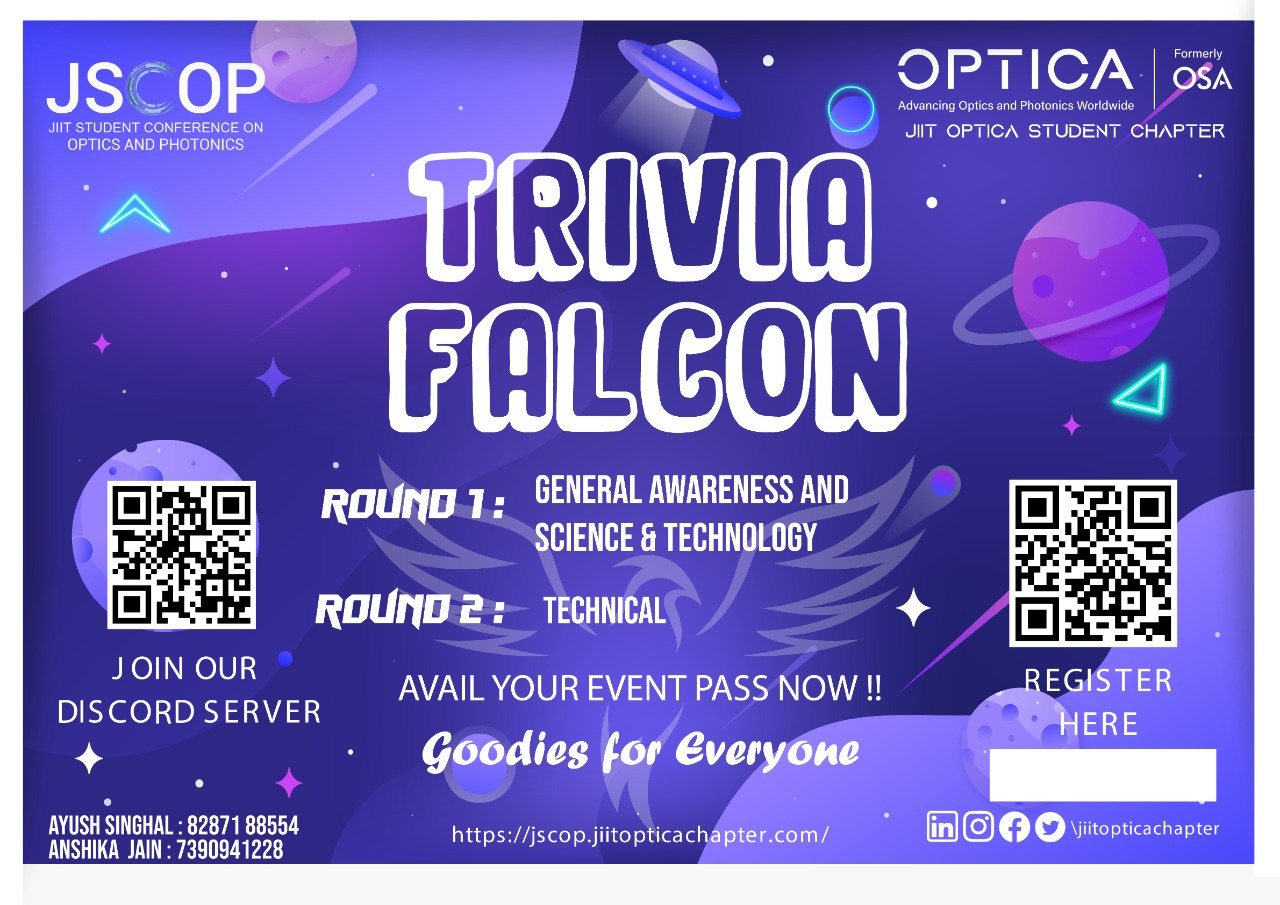 JSCOP
JIIT STUDENT CONFERENCE ON
OPTICS AND PHOTONICS
OPTICA
Formerly
OSA
Advancing Optics and Photonics Worldwide
JIIT OPTICA STUDENT CHAPTER
TRIVIA
FALCON
ROUND 1 : GENERAL AWARENESS AND
SCIENCE & TECHNOLOGY
ROUND 2 : TECHNICAL
JOIN OUR
DISCORD SERVER
AVAIL YOUR EVENT PASS NOW !!
Goodies for Everyone
REGISTER
HERE
AYUSH SINGHAL : 82871 88554
ANSHIKA JAIN : 7390941228
https://jscop.jiitopticachapter.com/
\jiitopticachapter